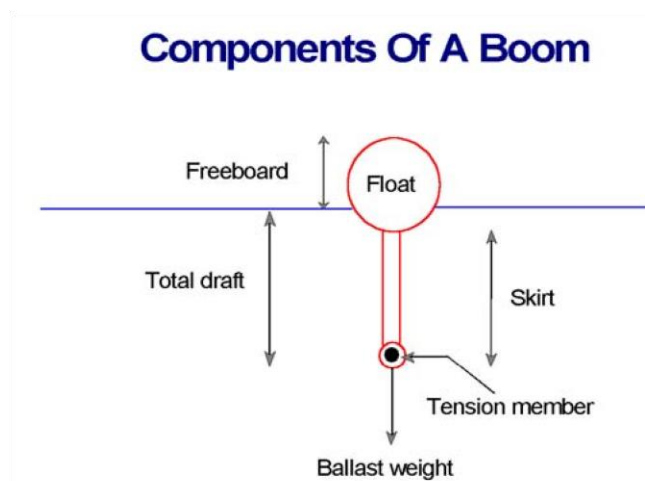 Components Of A Boom
Freeboard
Float
Total draft
Skirt
Tension member
Ballast weight